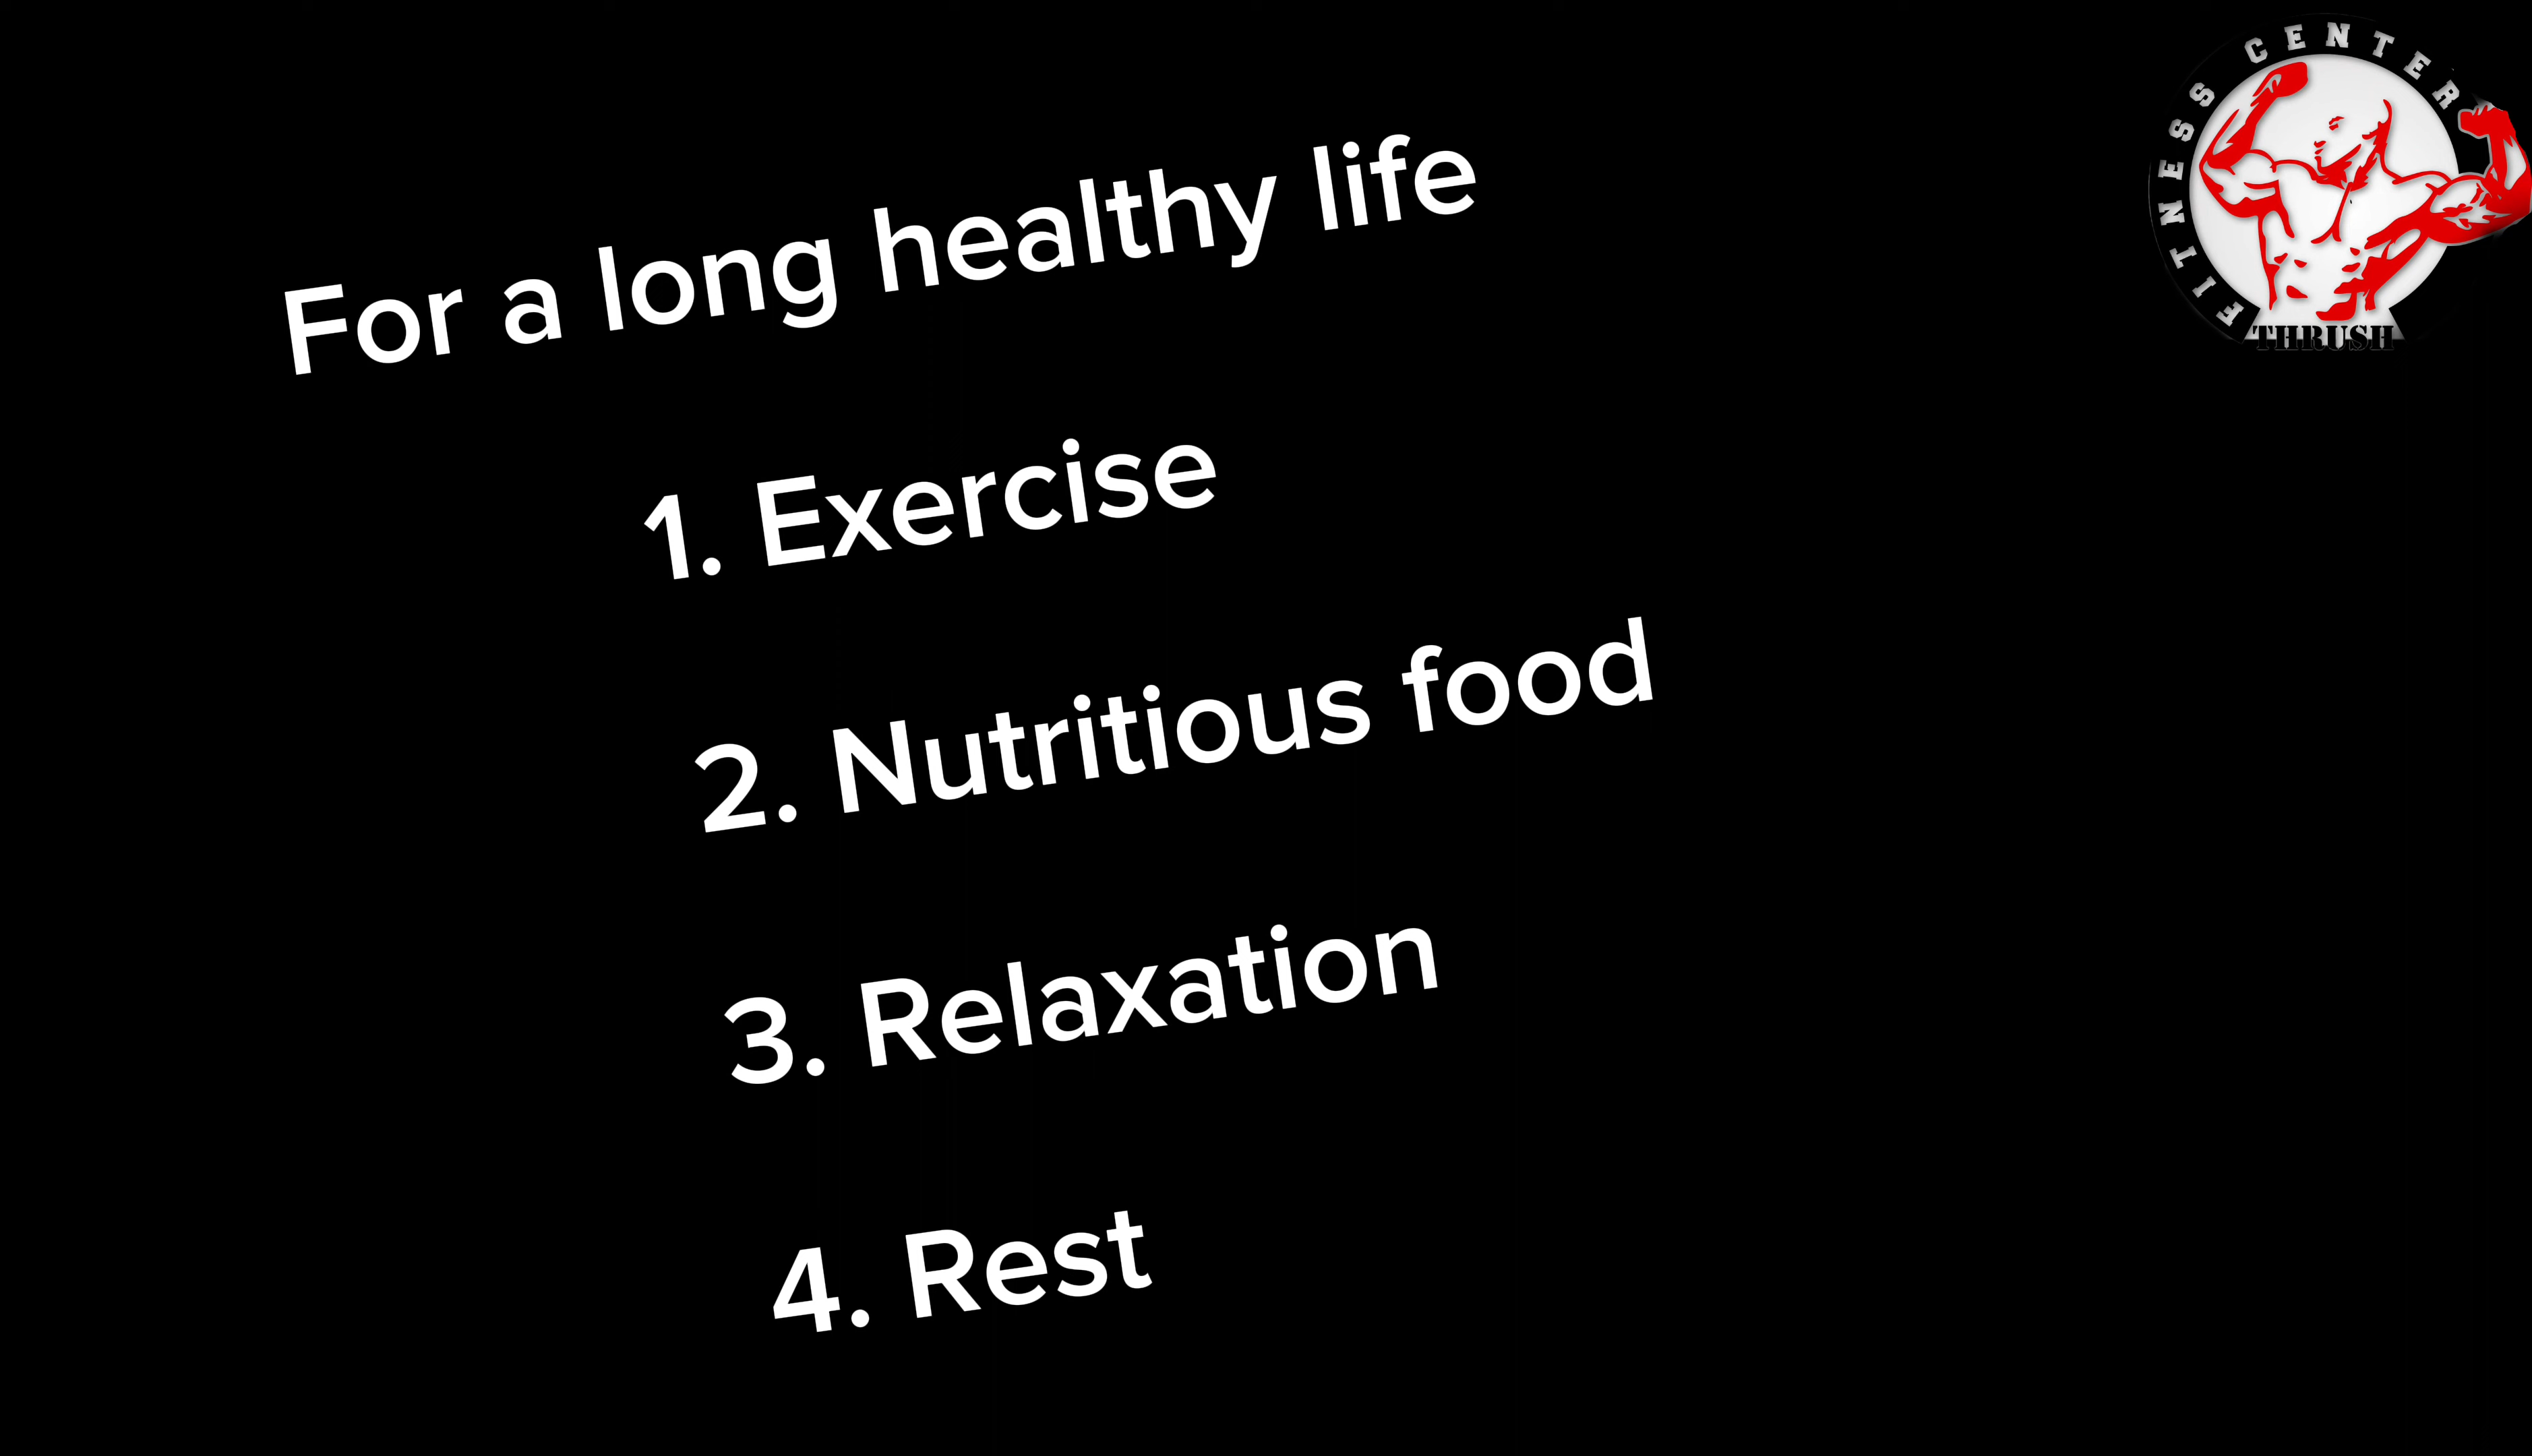 FITNESS CENTER
THRUSH
For a long healthy life
1. Exercise
2. Nutritious food
3. Relaxation
4. Rest